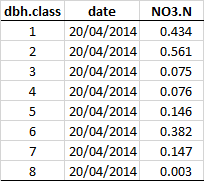 dbh.class date NO3.N
1 20/04/2014 0.434
2 20/04/2014 0.561
3 20/04/2014 0.075
4 20/04/2014 0.076
5 20/04/2014 0.146
6 20/04/2014 0.382
7 20/04/2014 0.147
8 20/04/2014 0.003